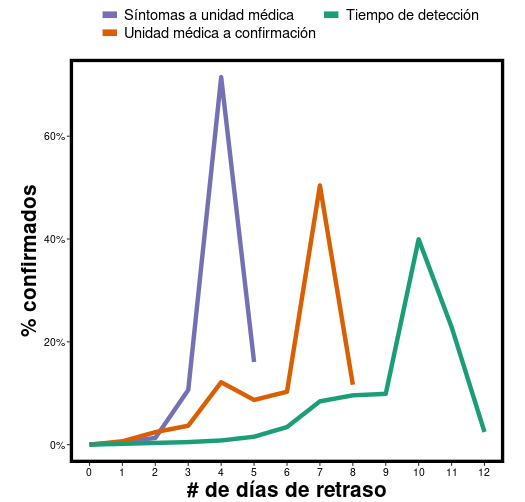 Síntomas a unidad médica
Tiempo de detección
Unidad médica a confirmación
60%
40%
20%
0%
% confirmados
0 1 2 3 4 5 6 7 8 9 10 11 12
# de días de retraso